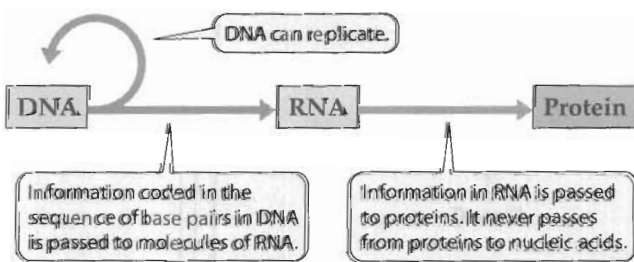 DNA can replicate.
DNA
RNA
Protein
Information coded in the
sequence of base pairs in DNA
is passed to molecules of RNA.
Information in RNA is passed
to proteins. It never passes
from proteins to nucleic acids.